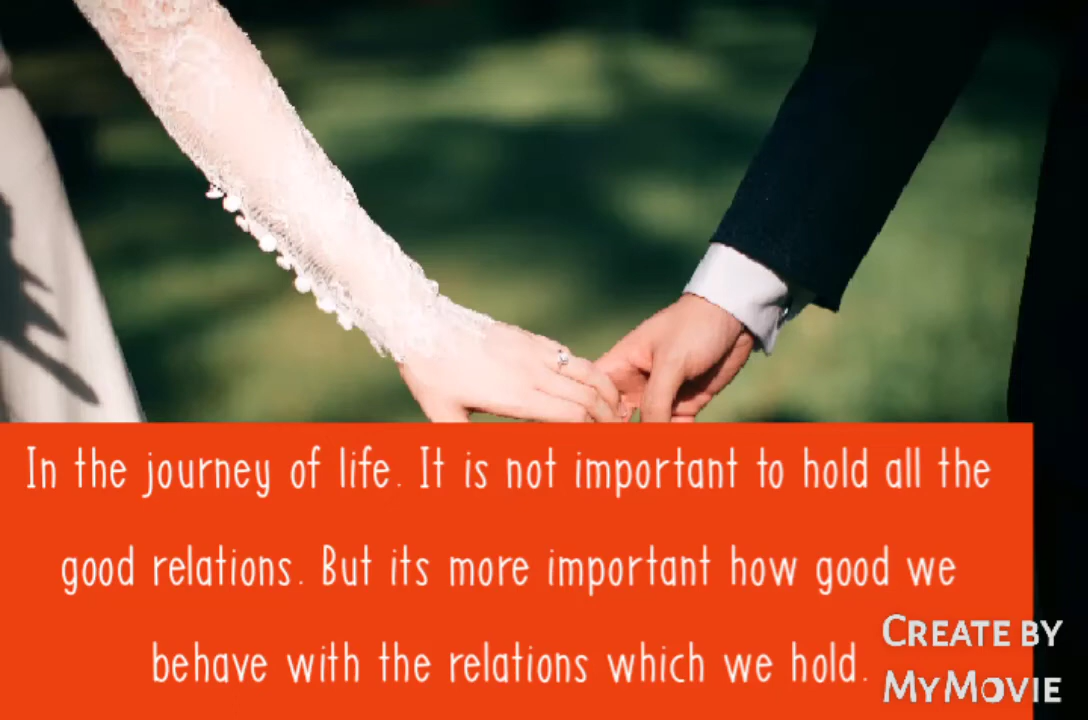 In the journey of life. It is not important to hold all the
good relations. But its more important how good we
behave with the relations which we hold.
CREATE BY
MYMOVIE